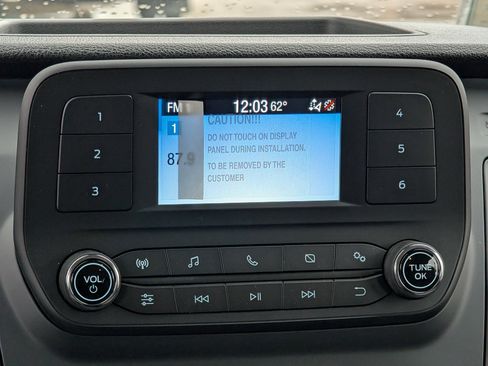 FM 1 12:03 62°
CAUTION!!!
1
DO NOT TOUCH ON DISPLAY
PANEL DURING INSTALLATION.
87.9
TO BE REMOVED BY THE
CUSTOMER
1
2
3
4
5
6
VOL
TUNE
OK